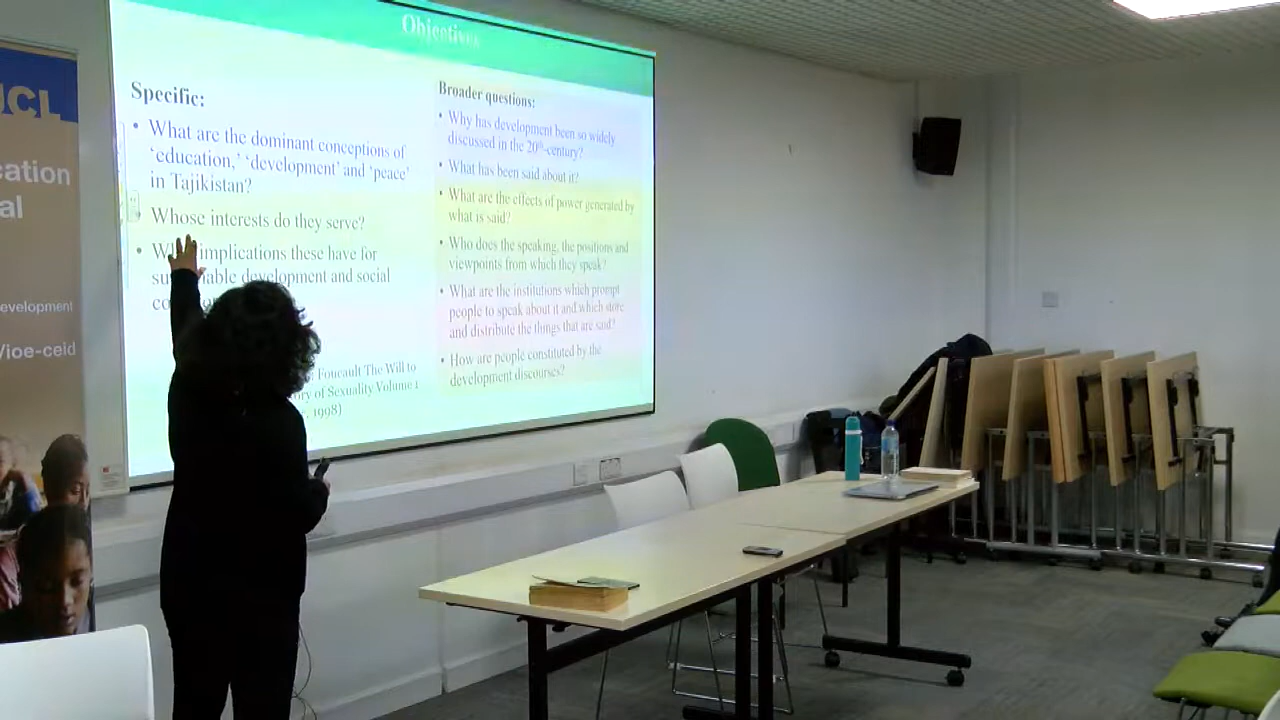 UCL
cation
al
evelopment
/ioe-ceid
Objectives
Specific:
• What are the dominant conceptions of
‘education,’ ‘development’ and ‘peace’
in Tajikistan?
• Whose interests do they serve?
• implications these have for
development and social
Foucault The Will to
of Sexuality Volume 1
1998)
Broader questions:
• Why has development been so widely
discussed in the 20th-century?
• What has been said about it?
• What are the effects of power generated by
what is said?
• Who does the speaking, the positions and
viewpoints from which they speak?
• What are the institutions which prompt
people to speak about it and which store
and distribute the things that are said?
• How are people constituted by the
development discourses?